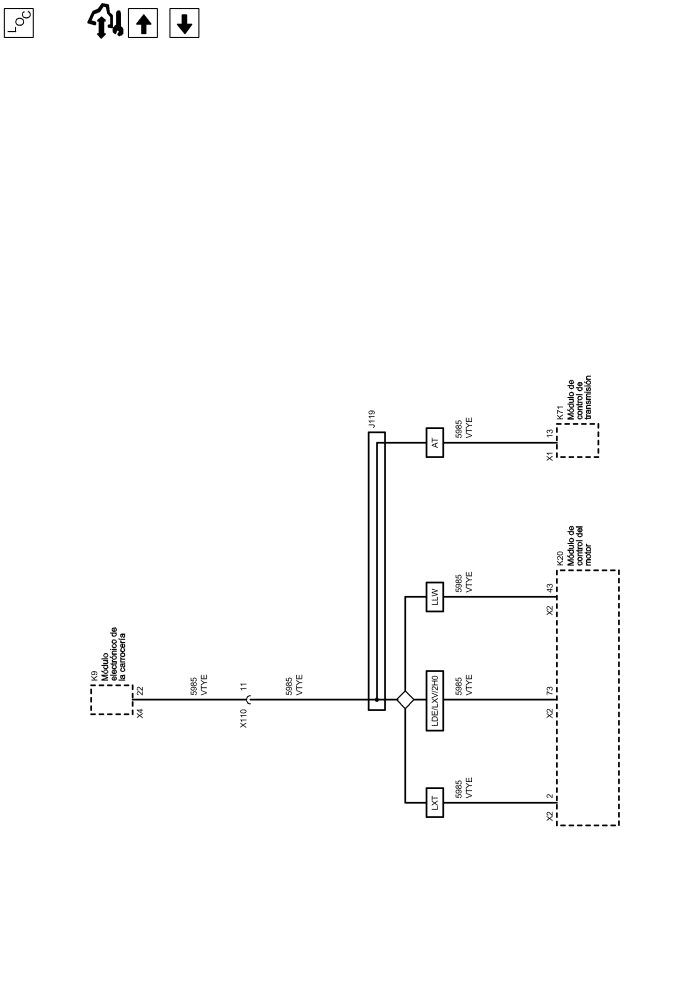 LOC
K9
Módulo
electrónico de
la carrocería
X4
22
5985
VTYE
X110
11
5985
VTYE
J119
LXT
LDE/LXV/2H0
LLW
AT
5985
VTYE
5985
VTYE
5985
VTYE
5985
VTYE
X2
2
X2
73
X2
43
X1
13
K20
Módulo de
control del
motor
K71
Módulo de
control de
transmisión